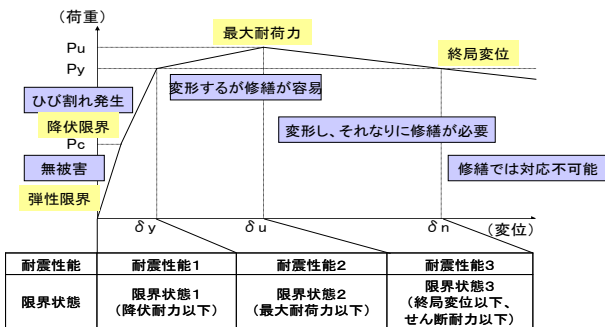 (荷重)
Pu
Py
Pc
最大耐荷力
終局変位
変形するが修繕が容易
ひび割れ発生
降伏限界
変形し、それなりに修繕が必要
無被害
修繕では対応不可能
弾性限界
δy
δu
δn
(変位)
耐震性能 耐震性能1 耐震性能2 耐震性能3
限界状態
限界状態1
(降伏耐力以下)
限界状態2
(最大耐荷力以下)
限界状態3
(終局変位以下、
せん断耐力以下)